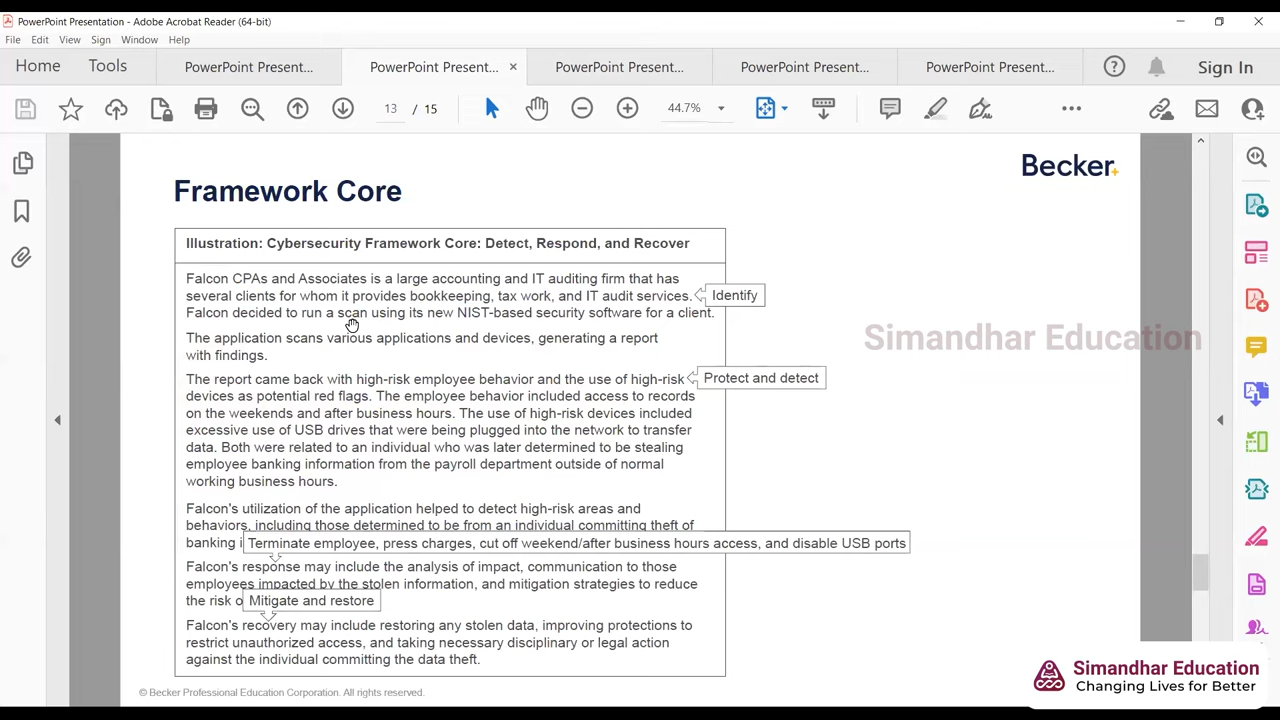 PowerPoint Presentation - Adobe Acrobat Reader (64-bit)
File Edit View Sign Window Help
Home Tools PowerPoint Present... PowerPoint Present... × PowerPoint Present... PowerPoint Present... PowerPoint Present... Sign In
13 / 15 44.7%
Becker.
Framework Core
Illustration: Cybersecurity Framework Core: Detect, Respond, and Recover
Falcon CPAs and Associates is a large accounting and IT auditing firm that has
several clients for whom it provides bookkeeping, tax work, and IT audit services.
Identify
Falcon decided to run a scan using its new NIST-based security software for a client.
Simandhar Education
The application scans various applications and devices, generating a report
with findings.
The report came back with high-risk employee behavior and the use of high-risk
Protect and detect
devices as potential red flags. The employee behavior included access to records
on the weekends and after business hours. The use of high-risk devices included
excessive use of USB drives that were being plugged into the network to transfer
data. Both were related to an individual who was later determined to be stealing
employee banking information from the payroll department outside of normal
working business hours.
Falcon's utilization of the application helped to detect high-risk areas and
behaviors, including those determined to be from an individual committing theft of
banking
Terminate employee, press charges, cut off weekend/after business hours access, and disable USB ports
Falcon's response may include the analysis of impact, communication to those
employees impacted by the stolen information, and mitigation strategies to reduce
the risk
Mitigate and restore
Falcon's recovery may include restoring any stolen data, improving protections to
restrict unauthorized access, and taking necessary disciplinary or legal action
against the individual committing the data theft.
© Becker Professional Education Corporation. All rights reserved.
Simandhar Education
Changing Lives for Better